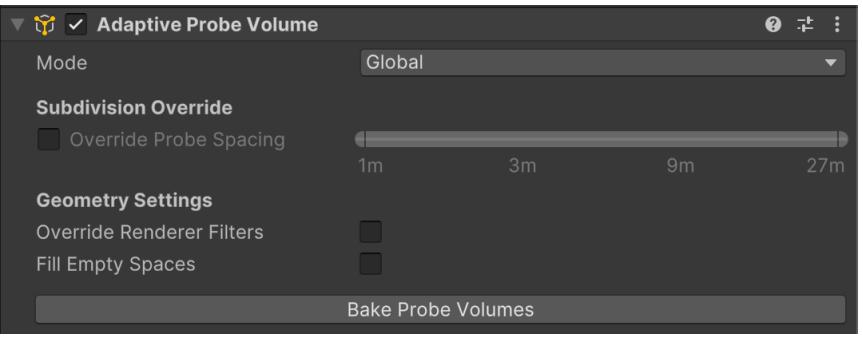 Adaptive Probe Volume
Mode Global
Subdivision Override
Override Probe Spacing
1m 3m 9m 27m
Geometry Settings
Override Renderer Filters
Fill Empty Spaces
Bake Probe Volumes